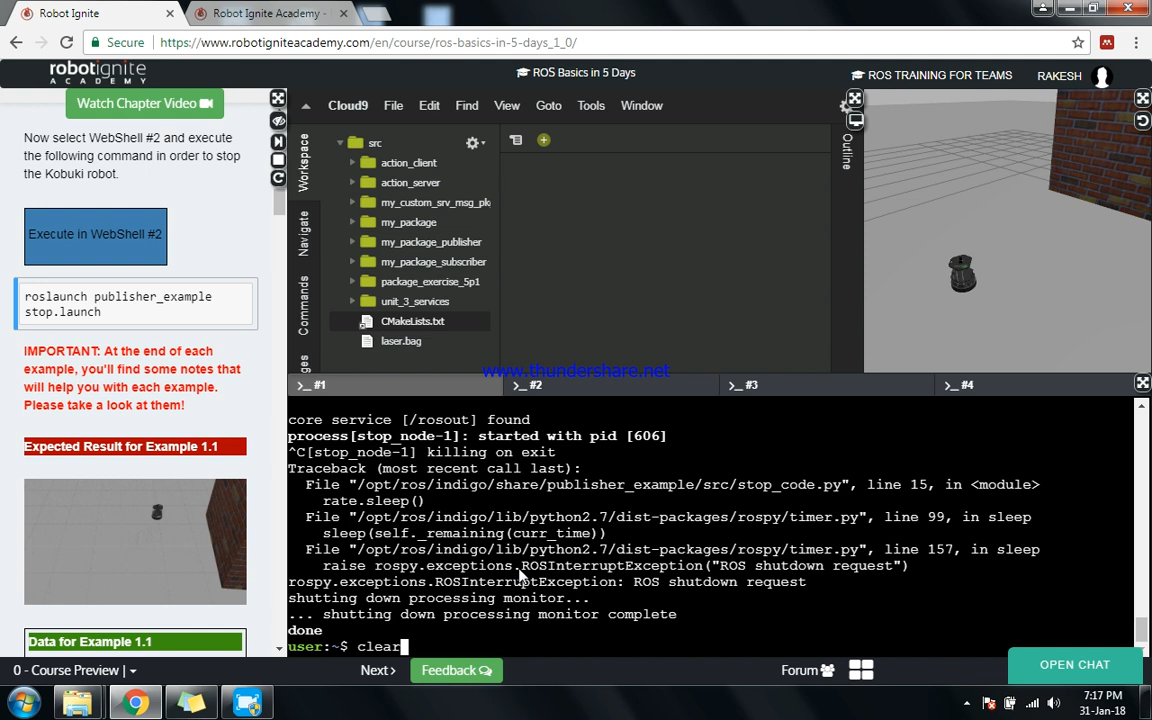 Robot Ignite
Robot Ignite Academy -
Secure
https://www.robotigniteacademy.com/en/course/ros-basics-in-5-days_1_0/
robotignite
ACADEMY
ROS Basics in 5 Days
ROS TRAINING FOR TEAMS
RAKESH
Watch Chapter Video
Now select WebShell #2 and execute
the following command in order to stop
the Kobuki robot.
Execute in WebShell #2
roslaunch publisher_example
stop.launch
IMPORTANT: At the end of each
example, you'll find some notes that
will help you with each example.
Please take a look at them!
Expected Result for Example 1.1
Data for Example 1.1
Cloud9 File Edit Find View Goto Tools Window
Workspace
Navigate
Commands
src
action_client
action_server
my_custom_srv_msg_pk
my_package
my_package_publisher
my_package_subscriber
package_exercise_5p1
unit_3_services
CMakeLists.txt
laser.bag
Outline
www.thundershare.net
>_ #1
>_ #2
>_ #3
>_ #4
core service [/rosout] found
process[stop_node-1]: started with pid [606]
^C[stop_node-1] killing on exit
Traceback (most recent call last):
File "/opt/ros/indigo/share/publisher_example/src/stop_code.py", line 15, in <module>
rate.sleep()
File "/opt/ros/indigo/lib/python2.7/dist-packages/rospy/timer.py", line 99, in sleep
sleep(self._remaining(curr_time))
File "/opt/ros/indigo/lib/python2.7/dist-packages/rospy/timer.py", line 157, in sleep
raise rospy.exceptions.ROSInterruptException("ROS shutdown request")
rospy.exceptions.ROSInterruptException: ROS shutdown request
shutting down processing monitor...
... shutting down processing monitor complete
done
user:~$ clear
0 - Course Preview |
Next>
Feedback
Forum
OPEN CHAT
7:17 PM
31-Jan-18